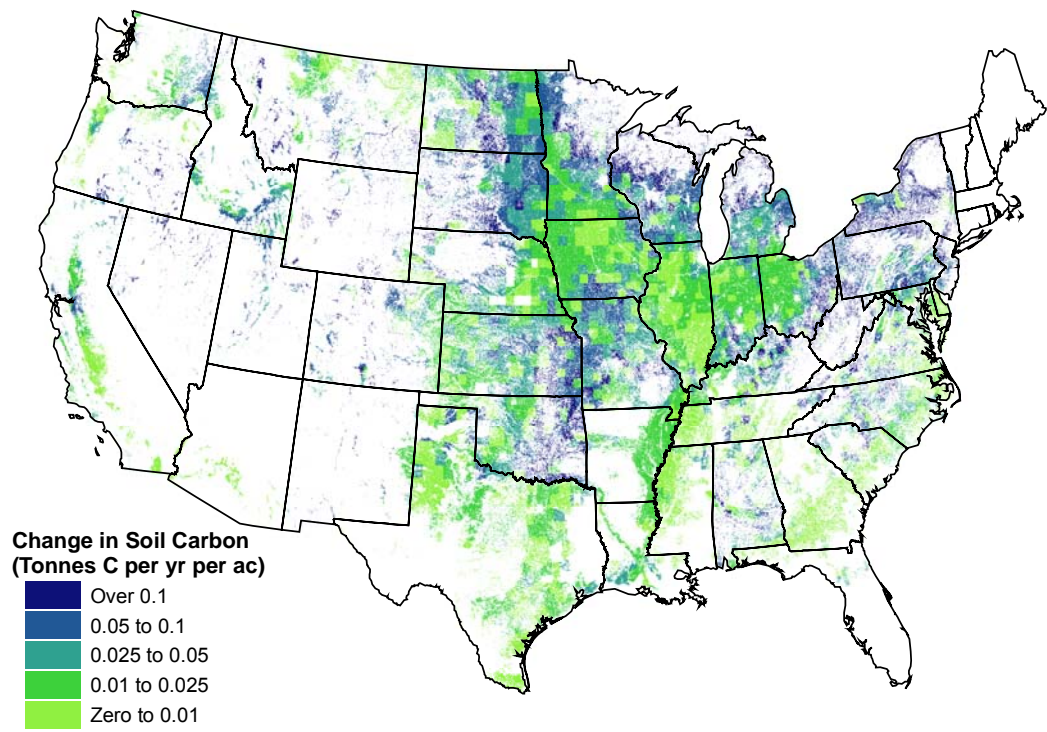 Change in Soil Carbon
(Tonnes C per yr per ac)
Over 0.1
0.05 to 0.1
0.025 to 0.05
0.01 to 0.025
Zero to 0.01